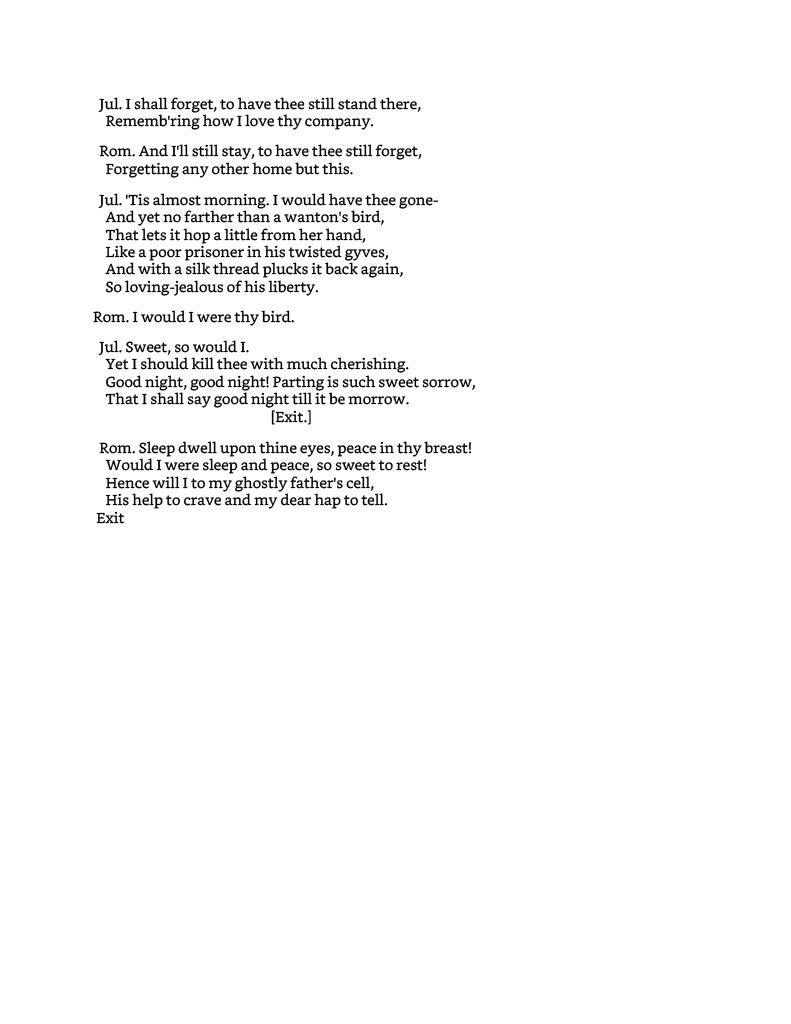 Jul. I shall forget, to have thee still stand there,
Rememb'ring how I love thy company.
Rom. And I'll still stay, to have thee still forget,
Forgetting any other home but this.
Jul. 'Tis almost morning. I would have thee gone-
And yet no farther than a wanton's bird,
That lets it hop a little from her hand,
Like a poor prisoner in his twisted gyves,
And with a silk thread plucks it back again,
So loving-jealous of his liberty.
Rom. I would I were thy bird.
Jul. Sweet, so would I.
Yet I should kill thee with much cherishing.
Good night, good night! Parting is such sweet sorrow,
That I shall say good night till it be morrow.
[Exit.]
Rom. Sleep dwell upon thine eyes, peace in thy breast!
Would I were sleep and peace, so sweet to rest!
Hence will I to my ghostly father's cell,
His help to crave and my dear hap to tell.
Exit